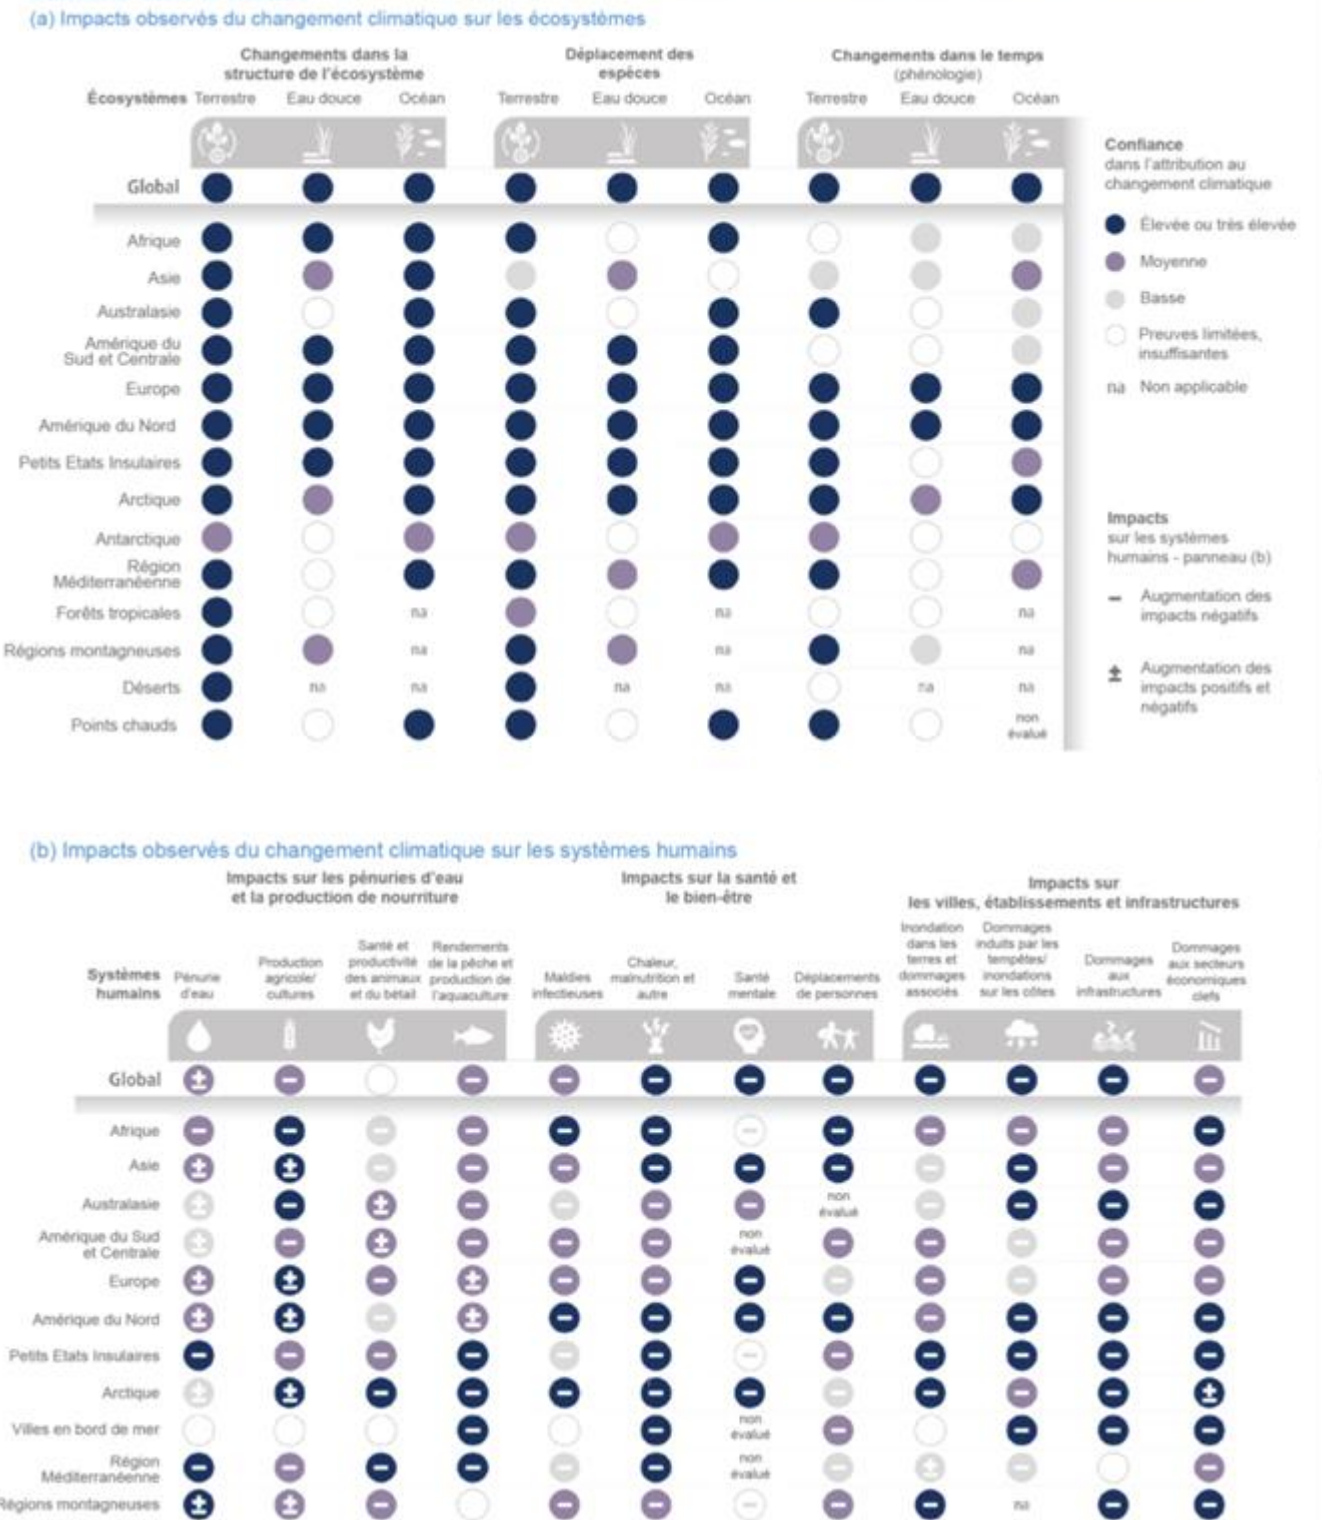 (a) Impacts observés du changement climatique sur les écosystèmes
Changements dans la
structure de l'écosystème
Déplacement des
espèces
Changements dans le temps
(phénologie)
Écosystèmes Terrestre Eau douce Océan Terrestre Eau douce Océan Terrestre Eau douce Océan
Global
Afrique
Asie
Australasie
Amérique du
Sud et Centrale
Europe
Amérique du Nord
Petits Etats Insulaires
Arctique
Antarctique
Région
Méditerranéenne
Forêts tropicales na na na
Régions montagneuses na na na
Déserts na na na na na na
Points chauds non
évalué
Confiance
dans l'attribution au
changement climatique
Élevée ou très élevée
Moyenne
Basse
Preuves limitées,
insuffisantes
na Non applicable
Impacts
sur les systèmes
humains - panneau (b)
− Augmentation des
impacts négatifs
± Augmentation des
impacts positifs et
négatifs
(b) Impacts observés du changement climatique sur les systèmes humains
Impacts sur les pénuries d'eau
et la production de nourriture
Impacts sur la santé et
le bien-être
Impacts sur
les villes, établissements et infrastructures
Systèmes
humains
Pénurie
d'eau
Production
agricole/
cultures
Santé et
productivité
des animaux
et du bétail
Rendements
de la pêche et
production de
l'aquaculture
Maldies
infectieuses
Chaleur,
malnutrition et
autre
Santé
mentale
Déplacements
de personnes
Inondation
dans les
terres et
dommages
associés
Dommages
induits par les
tempêtes/
inondations
sur les côtes
Dommages
aux
infrastructures
Dommages
aux secteurs
économiques
clefs
Global ± − − − − − − − − − −
Afrique − − − − − − − − − − − −
Asie ± ± − − − − − − − − − −
Australasie ± − ± − − − − non
évalué − − − −
Amérique du Sud
et Centrale ± − ± − − − non
évalué − − − − −
Europe ± ± − ± − − − − − − − −
Amérique du Nord ± ± − ± − − − − − − − −
Petits Etats Insulaires − − − − − − − − − − − −
Arctique ± ± − − − − − − − − − ±
Villes en bord de mer − − non
évalué − − − −
Région
Méditerranéenne − − − − − − non
évalué − ± − −
Régions montagneuses ± ± − − − − − − na − −